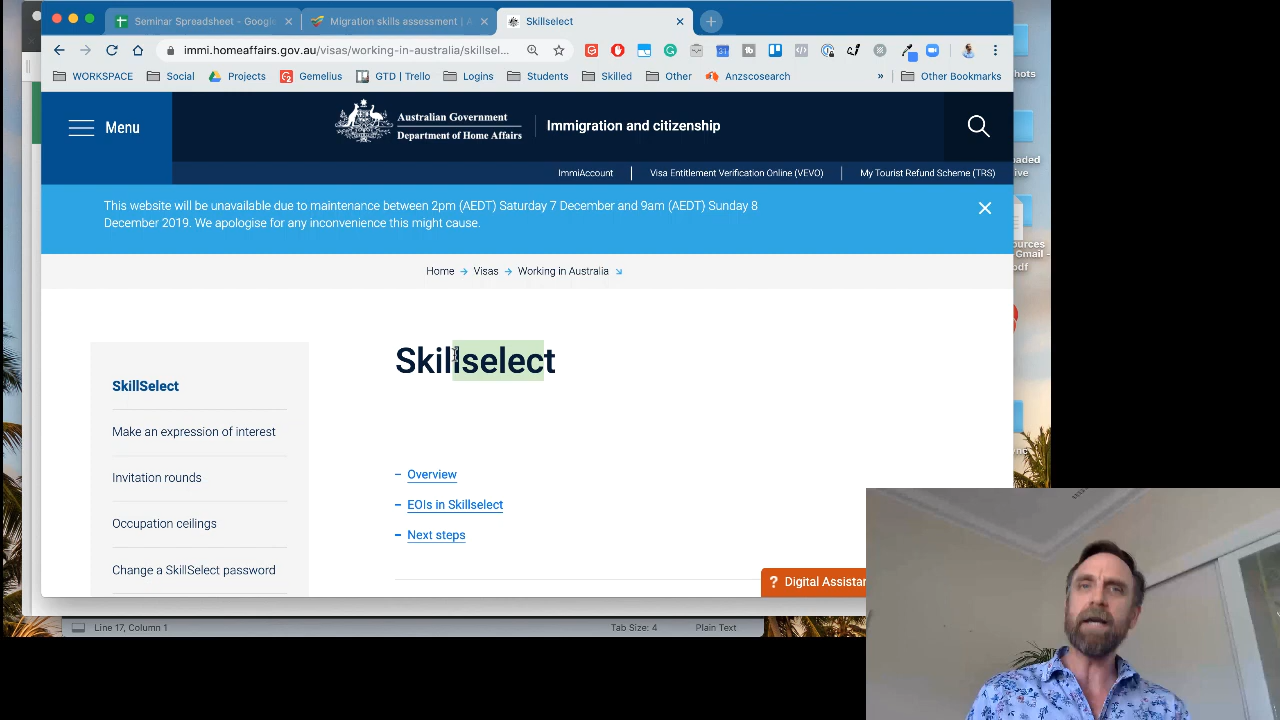 Seminar Spreadsheet - Google
Migration skills assessment | A
Skillselect
immi.homeaffairs.gov.au/visas/working-in-australia/skillsel...
WORKSPACE
Social
Projects
Gemelius
GTD | Trello
Logins
Students
Skilled
Other
Anzscosearch
»
Other Bookmarks
Menu
Australian Government
Department of Home Affairs
Immigration and citizenship
ImmiAccount
Visa Entitlement Verification Online (VEVO)
My Tourist Refund Scheme (TRS)
This website will be unavailable due to maintenance between 2pm (AEDT) Saturday 7 December and 9am (AEDT) Sunday 8
December 2019. We apologise for any inconvenience this might cause.
Home
Visas
Working in Australia
Skillselect
SkillSelect
Make an expression of interest
Invitation rounds
Occupation ceilings
Change a SkillSelect password
Overview
EOIs in Skillselect
Next steps
? Digital Assistan
Line 17, Column 1
Tab Size: 4
Plain Text
Gmail -
pdf